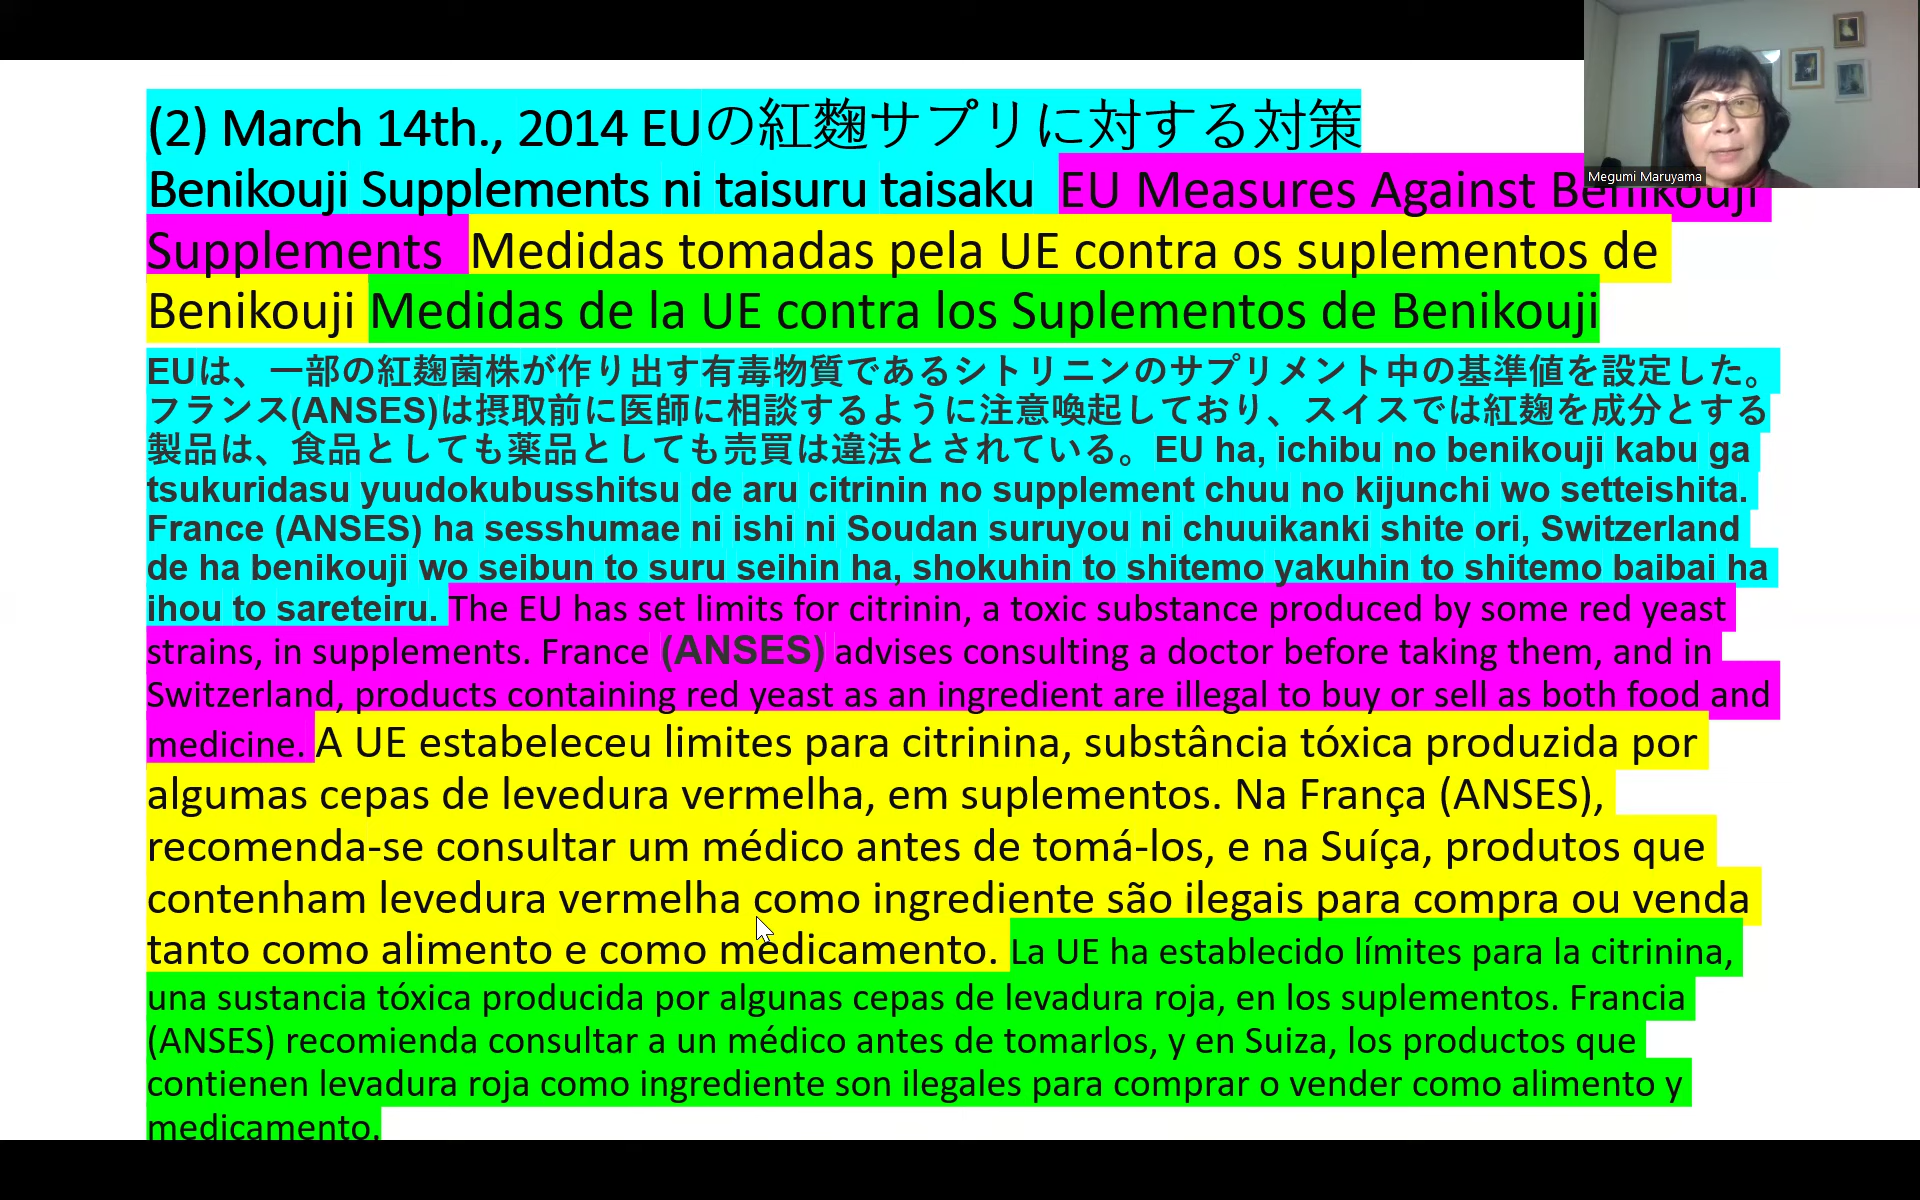 (2) March 14th., 2014 EUの紅麴サプリに対する対策
Benikouji Supplements ni taisuru taisaku EU Measures Against Benikouji
Supplements Medidas tomadas pela UE contra os suplementos de
Benikouji Medidas de la UE contra los Suplementos de Benikouji
EUは、一部の紅麹菌株が作り出す有毒物質であるシトリニンのサプリメント中の基準値を設定した。
フランス(ANSES)は摂取前に医師に相談するように注意喚起しており、スイスでは紅麹を成分とする
製品は、食品としても薬品としても売買は違法とされている。EU ha, ichibu no benikouji kabu ga
tsukuridasu yuudokubusshitsu de aru citrinin no supplement chuu no kijunchi wo setteishita.
France (ANSES) ha sesshumae ni ishi ni Soudan suruyou ni chuuikanki shite ori, Switzerland
de ha benikouji wo seibun to suru seihin ha, shokuhin to shitemo yakuhin to shitemo baibai ha
ihou to sareteiru. The EU has set limits for citrinin, a toxic substance produced by some red yeast
strains, in supplements. France (ANSES) advises consulting a doctor before taking them, and in
Switzerland, products containing red yeast as an ingredient are illegal to buy or sell as both food and
medicine. A UE estabeleceu limites para citrinina, substância tóxica produzida por
algumas cepas de levedura vermelha, em suplementos. Na França (ANSES),
recomenda-se consultar um médico antes de tomá-los, e na Suíça, produtos que
contenham levedura vermelha como ingrediente são ilegais para compra ou venda
tanto como alimento e como medicamento. La UE ha establecido límites para la citrinina,
una sustancia tóxica producida por algunas cepas de levadura roja, en los suplementos. Francia
(ANSES) recomienda consultar a un médico antes de tomarlos, y en Suiza, los productos que
contienen levadura roja como ingrediente son ilegales para comprar o vender como alimento y
medicamento.
Megumi Maruyama